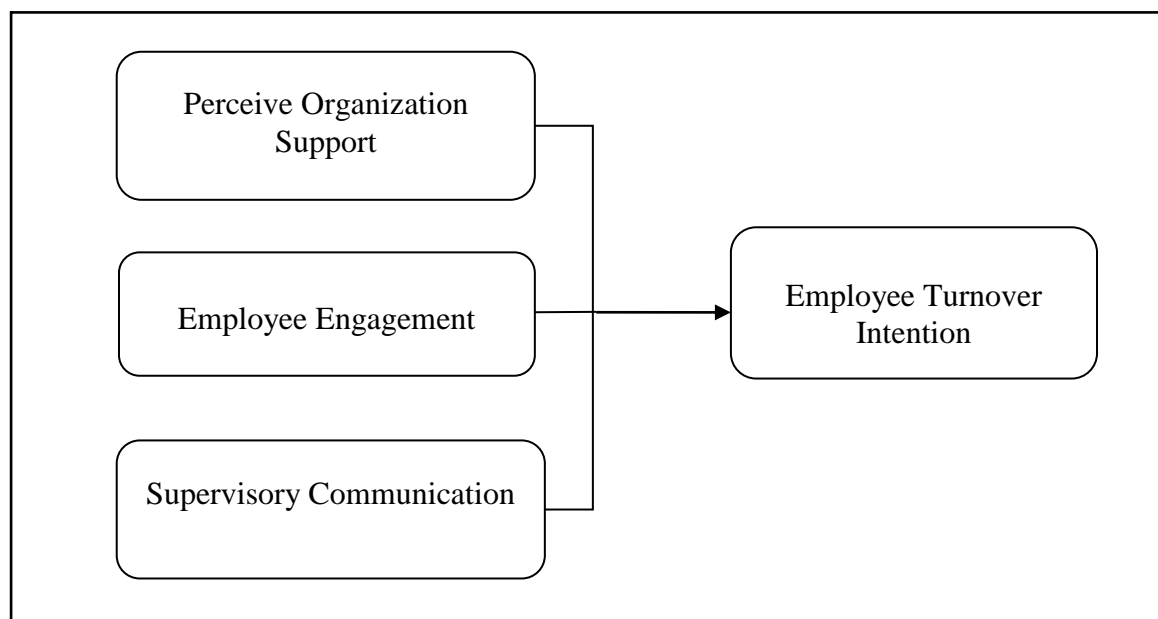 Perceive Organization
Support
Employee Engagement
Supervisory Communication
Employee Turnover
Intention